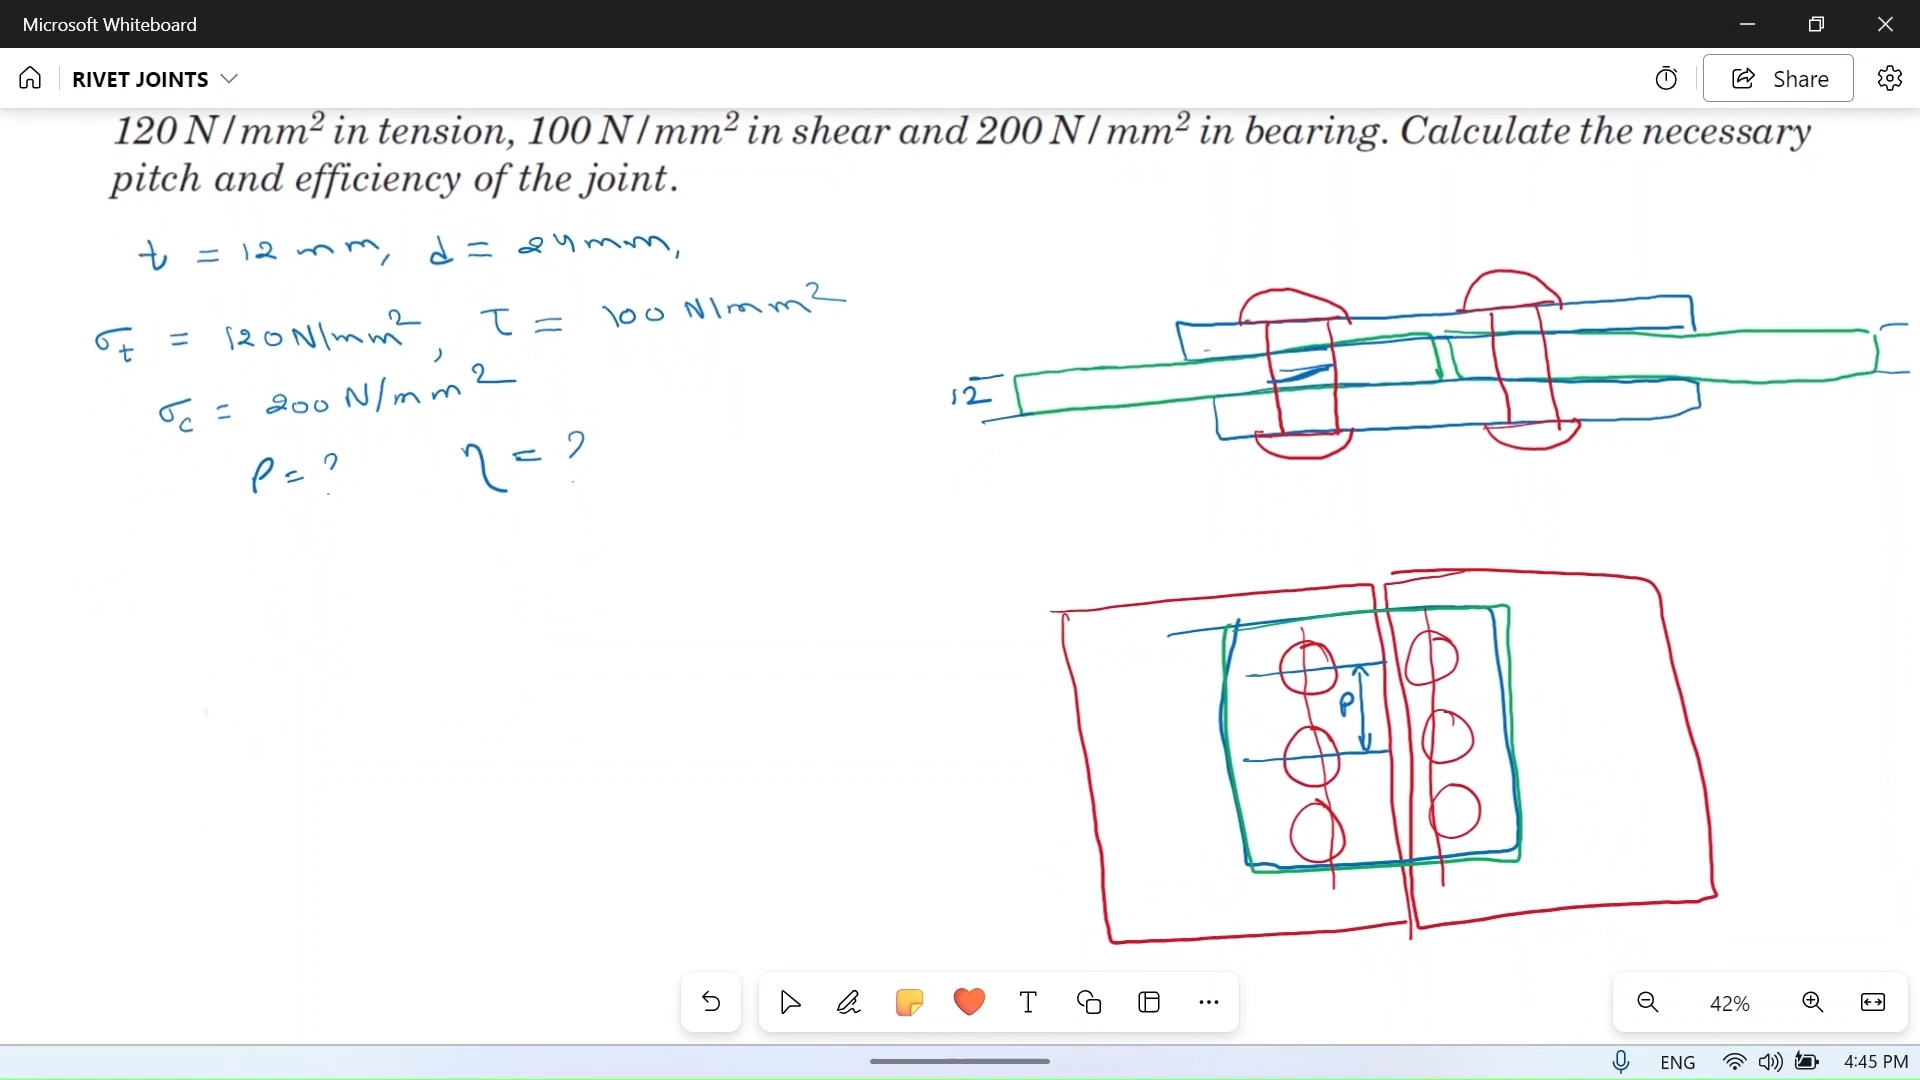 Microsoft Whiteboard
RIVET JOINTS
Share
120 N/mm² in tension, 100 N/mm² in shear and 200 N/mm² in bearing. Calculate the necessary
pitch and efficiency of the joint.
t = 12 mm, d = 24 mm,
σt = 120 N/mm², τ = 100 N/mm²
σc = 200 N/mm²
P = ? η = ?
12
P
42%
ENG
4:45 PM